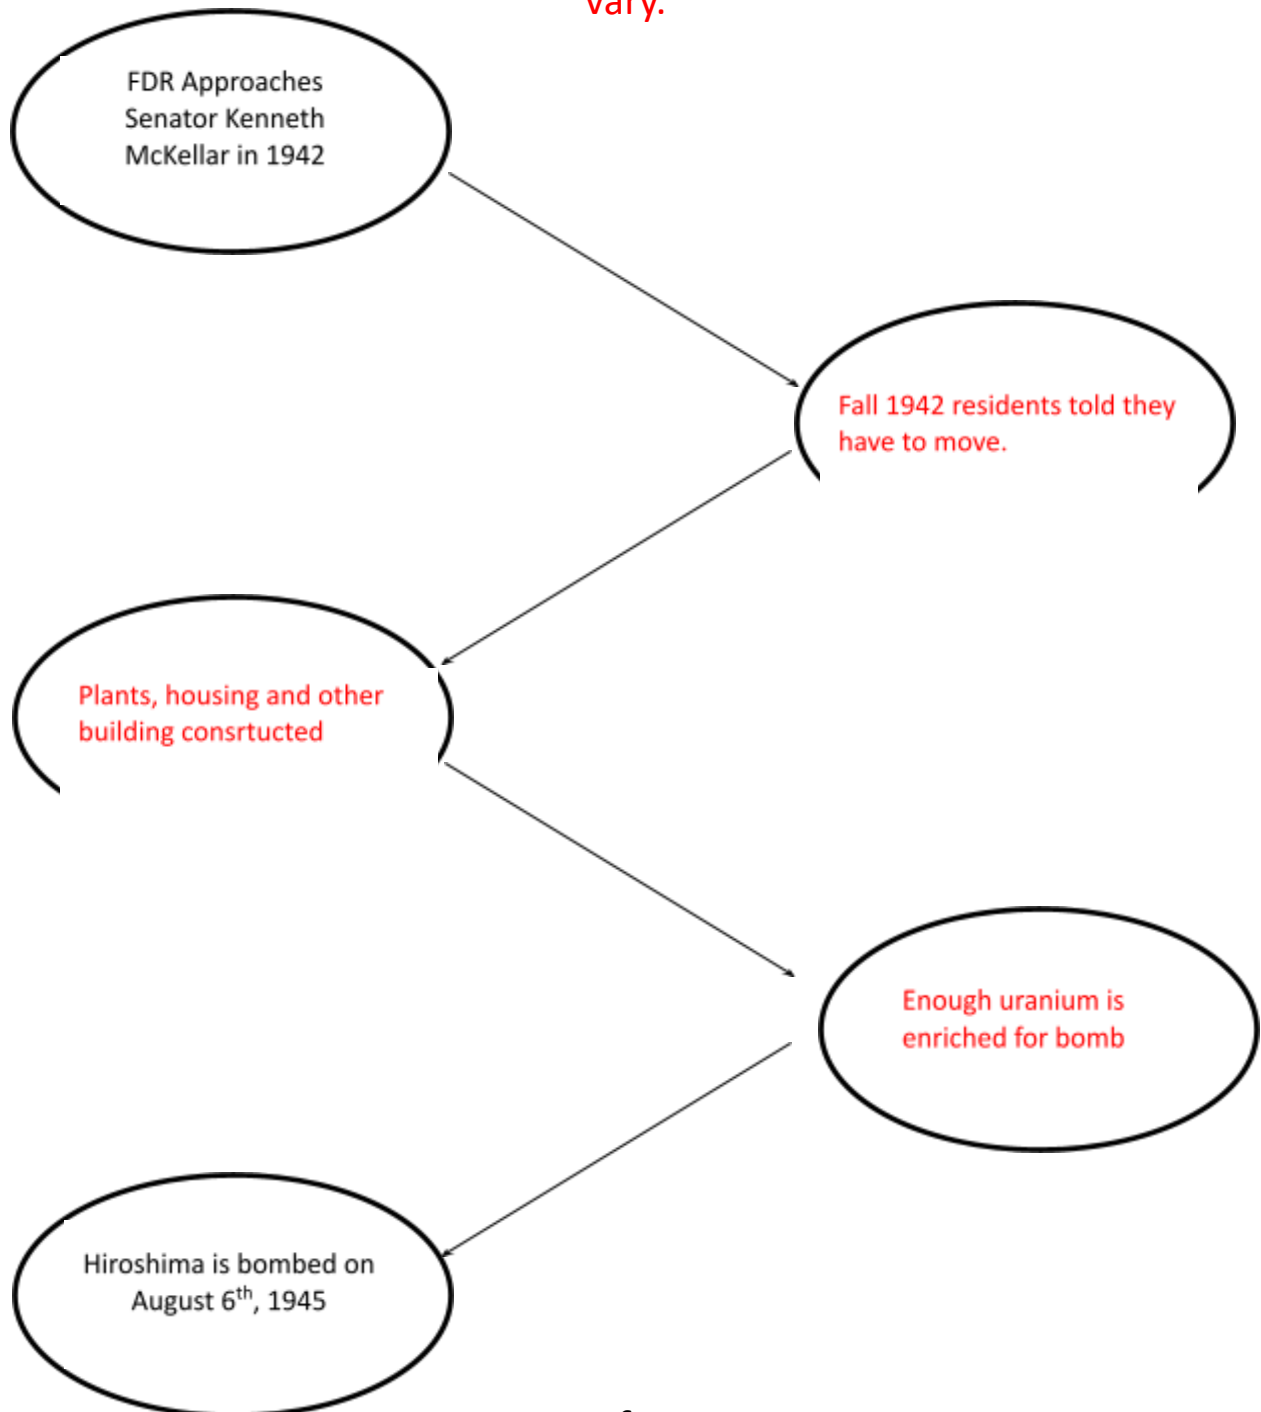 vary.
FDR Approaches
Senator Kenneth
McKellar in 1942
Fall 1942 residents told they
have to move.
Plants, housing and other
building consrtucted
Enough uranium is
enriched for bomb
Hiroshima is bombed on
August 6th, 1945